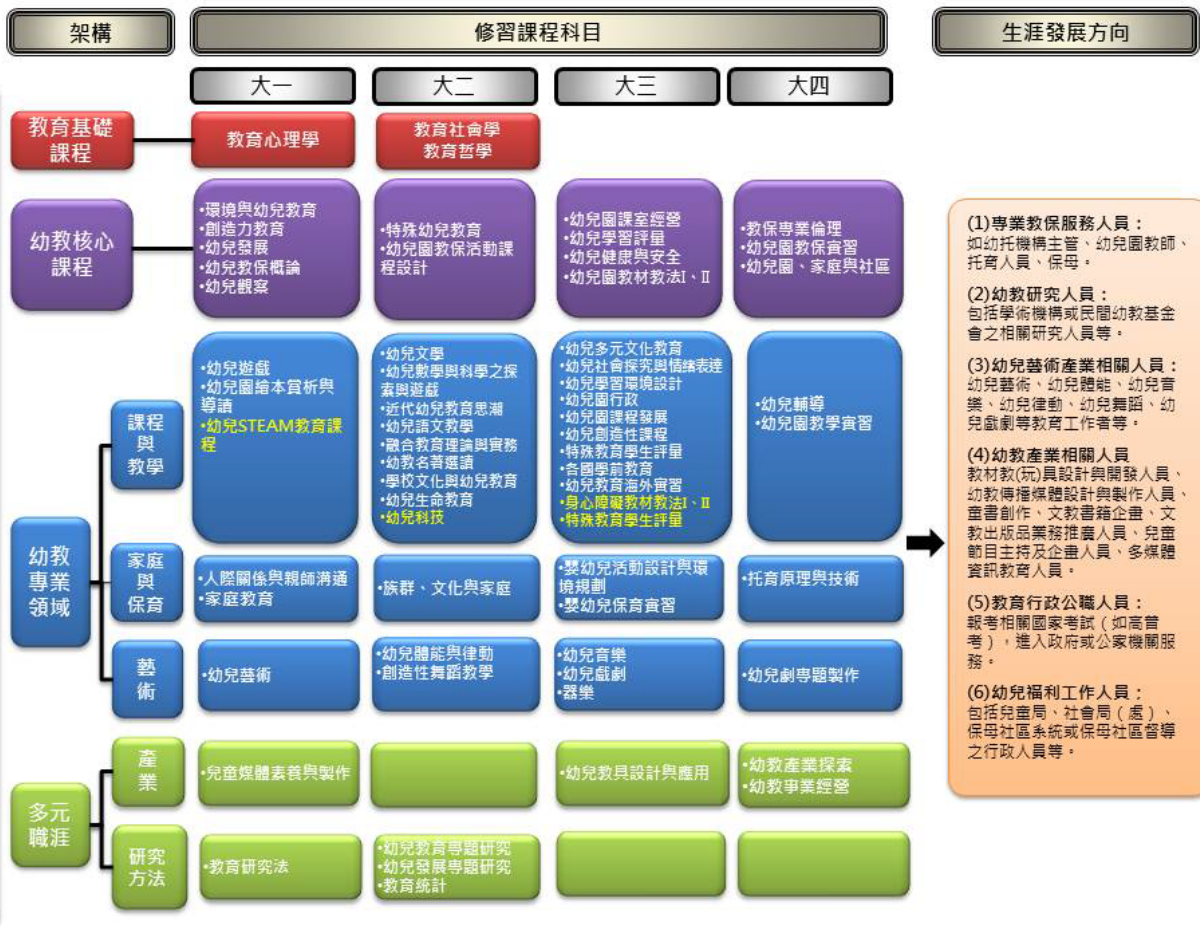 架構
修習課程科目
生涯發展方向
大一
大二
大三
大四
教育基礎
課程
教育心理學
教育社會學
教育哲學
幼教核心
課程
•環境與幼兒教育
•創造力教育
•幼兒發展
•幼兒教保概論
•幼兒觀察
•特殊幼兒教育
•幼兒園教保活動課
程設計
•幼兒園課室經營
•幼兒學習評量
•幼兒健康與安全
•幼兒園教材教法I、II
•教保專業倫理
•幼兒園教保實習
•幼兒園、家庭與社區
幼教
專業
領域
課程
與
教學
•幼兒遊戲
•幼兒園繪本賞析與
導讀
•幼兒STEAM教育課
程
•幼兒文學
•幼兒數學與科學之探
索與遊戲
•近代幼兒教育思潮
•幼兒語文教學
•融合教育理論與實務
•幼教名著選讀
•學校文化與幼兒教育
•幼兒生命教育
•幼兒科技
•幼兒多元文化教育
•幼兒社會探究與情緒表達
•幼兒學習環境設計
•幼兒園行政
•幼兒園課程發展
•幼兒創造性課程
•特殊教育學生評量
•各國學前教育
•幼兒教育海外實習
•身心障礙教材教法I、II
•特殊教育學生評量
•幼兒輔導
•幼兒園教學實習
家庭
與
保育
•人際關係與親師溝通
•家庭教育
•族群、文化與家庭
•嬰幼兒活動設計與環
境規劃
•嬰幼兒保育實習
•托育原理與技術
藝
術
•幼兒藝術
•幼兒體能與律動
•創造性舞蹈教學
•幼兒音樂
•幼兒戲劇
•器樂
•幼兒劇專題製作
多元
職涯
產
業
•兒童媒體素養與製作
•幼兒教具設計與應用
•幼教產業探索
•幼教事業經營
研究
方法
•教育研究法
•幼兒教育專題研究
•幼兒發展專題研究
•教育統計
(1)專業教保服務人員：
如幼托機構主管、幼兒園教師、
托育人員、保母。
(2)幼教研究人員：
包括學術機構或民間幼教基金
會之相關研究人員等。
(3)幼兒藝術產業相關人員：
幼兒藝術、幼兒體能、幼兒音
樂、幼兒律動、幼兒舞蹈、幼
兒戲劇等教育工作者等。
(4)幼教產業相關人員
教材教(玩)具設計與開發人員、
幼教傳播媒體設計與製作人員、
童書創作、文教書籍企畫、文
教出版品業務推廣人員、兒童
節目主持及企畫人員、多媒體
資訊教育人員。
(5)教育行政公職人員：
報考相關國家考試（如高普
考），進入政府或公家機關服
務。
(6)幼兒福利工作人員：
包括兒童局、社會局（處）、
保母社區系統或保母社區督導
之行政人員等。